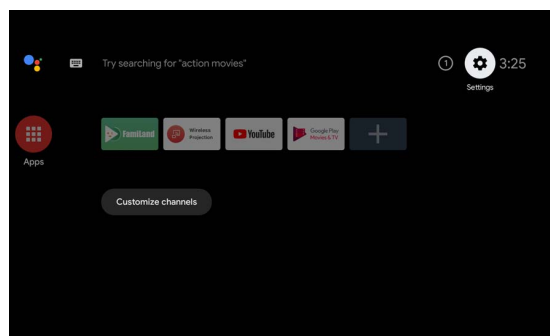 Try searching for "action movies"
1
3:25
Settings
FamiLand
Wireless
Projection
YouTube
Google Play
Movies & TV
Apps
Customize channels